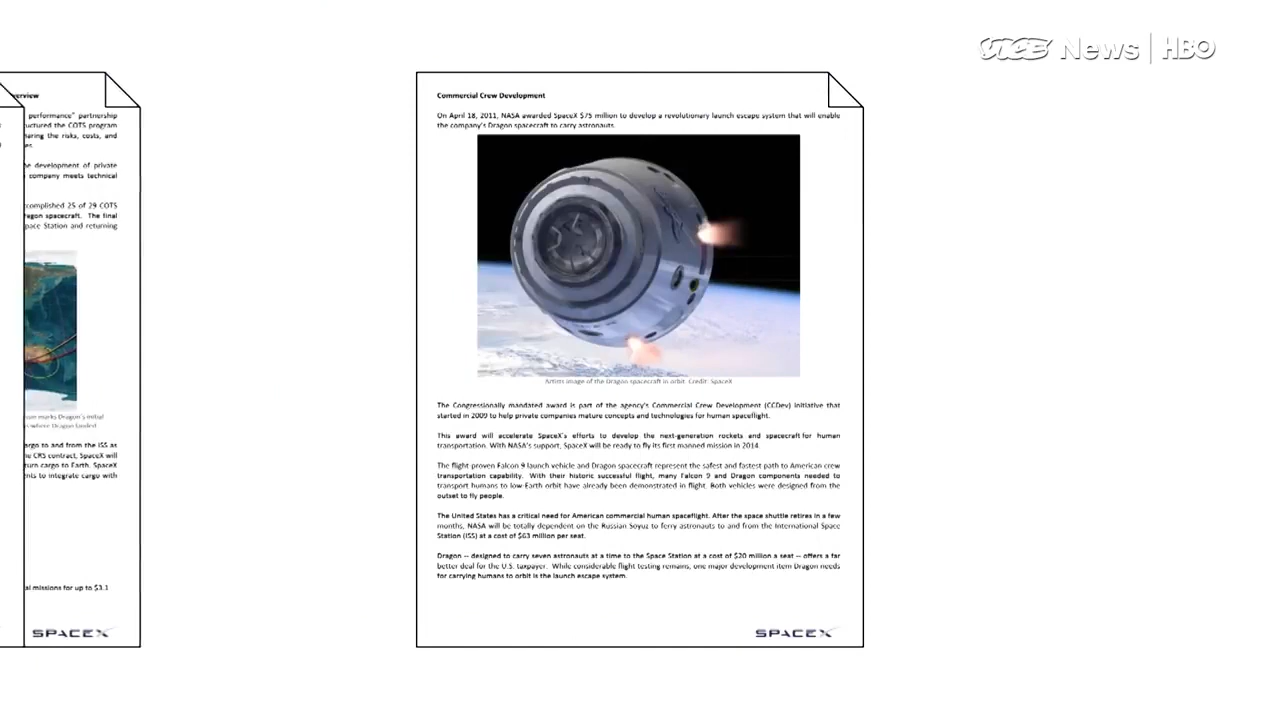 VICE News | HBO
verview
performance" partnership
uctured the COTS program
haring the risks, costs, and
es.
he development of private
company meets technical
complished 25 of 29 COTS
ragon spacecraft. The final
pace Station and returning
marks Dragon's initial
where Dragon landed
argo to and from the ISS as
he CRS contract, SpaceX will
turn cargo to Earth. SpaceX
nts to integrate cargo with
al missions for up to $3.1
SPACEX
Commercial Crew Development
On April 18, 2011, NASA awarded SpaceX $75 million to develop a revolutionary launch escape system that will enable
the company's Dragon spacecraft to carry astronauts.
Artists image of the Dragon spacecraft in orbit. Credit: SpaceX
The Congressionally mandated award is part of the agency's Commercial Crew Development (CCDev) initiative that
started in 2009 to help private companies mature concepts and technologies for human spaceflight.
This award will accelerate SpaceX's efforts to develop the next-generation rockets and spacecraft for human
transportation. With NASA's support, SpaceX will be ready to fly its first manned mission in 2014.
The flight-proven Falcon 9 launch vehicle and Dragon spacecraft represent the safest and fastest path to American crew
transportation capability. With their historic successful flight, many Falcon 9 and Dragon components needed to
transport humans to low-Earth orbit have already been demonstrated in flight. Both vehicles were designed from the
outset to fly people.
The United States has a critical need for American commercial human spaceflight. After the space shuttle retires in a few
months, NASA will be totally dependent on the Russian Soyuz to ferry astronauts to and from the International Space
Station (ISS) at a cost of $63 million per seat.
Dragon -- designed to carry seven astronauts at a time to the Space Station at a cost of $20 million a seat -- offers a far
better deal for the U.S. taxpayer. While considerable flight testing remains, one major development item Dragon needs
for carrying humans to orbit is the launch escape system.
SPACEX